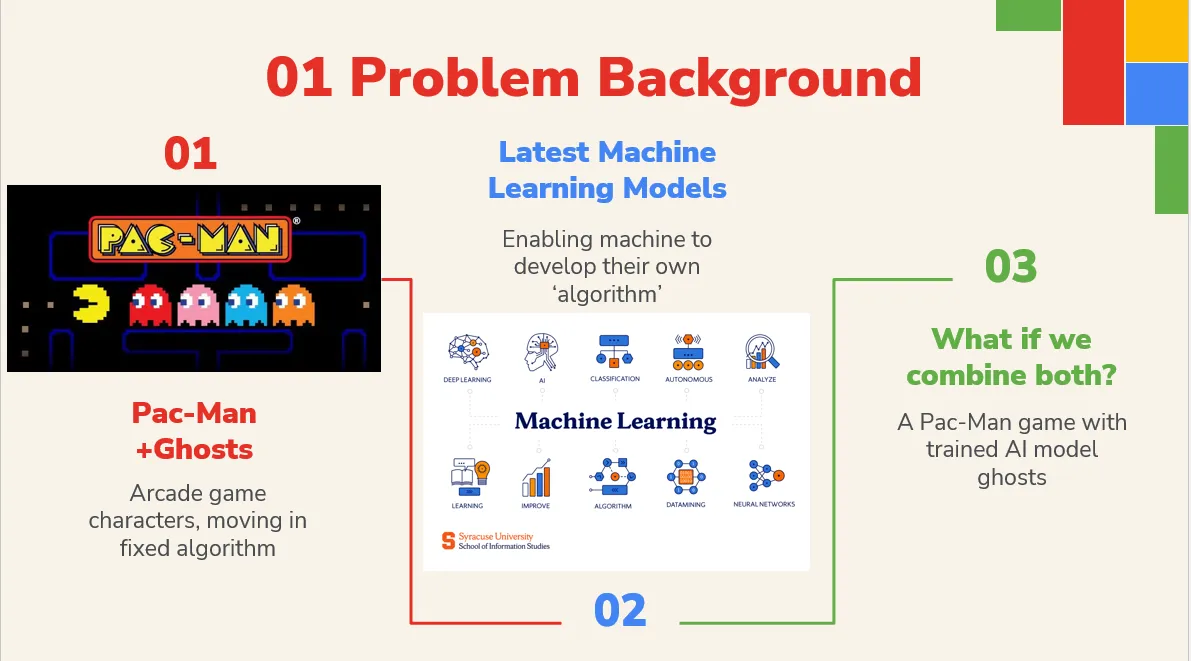 01 Problem Background
01
PAC-MAN®
Pac-Man
+Ghosts
Arcade game
characters, moving in
fixed algorithm
Latest Machine
Learning Models
Enabling machine to
develop their own
‘algorithm’
DEEP LEARNING
AI
CLASSIFICATION
AUTONOMOUS
ANALYZE
Machine Learning
LEARNING
IMPROVE
ALGORITHM
DATAMINING
NEURAL NETWORKS
S Syracuse University
School of Information Studies
02
03
What if we
combine both?
A Pac-Man game with
trained AI model
ghosts